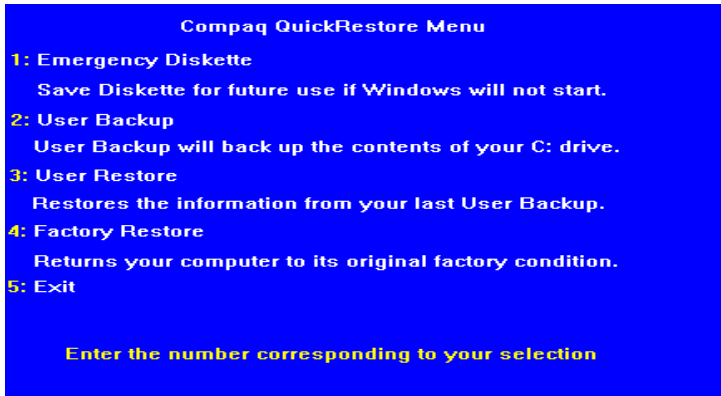 Compaq QuickRestore Menu
1: Emergency Diskette
Save Diskette for future use if Windows will not start.
2: User Backup
User Backup will back up the contents of your C: drive.
3: User Restore
Restores the information from your last User Backup.
4: Factory Restore
Returns your computer to its original factory condition.
5: Exit
Enter the number corresponding to your selection